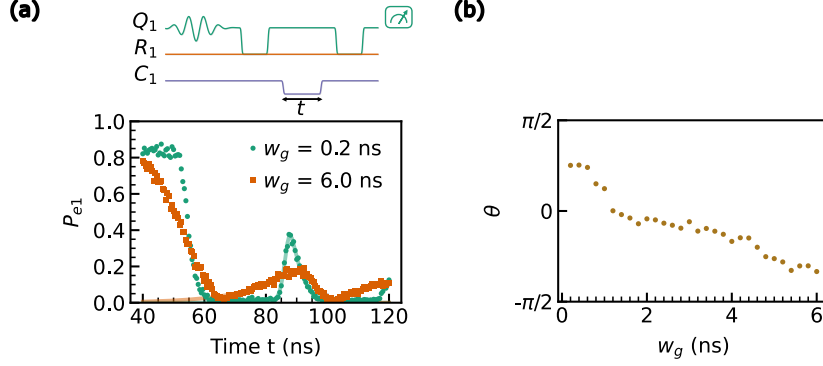 (a)
Q1
R1
C1
t
1.0
0.8
0.6
0.4
0.2
0.0
Pe1
wg = 0.2 ns
wg = 6.0 ns
40 60 80 100 120
Time t (ns)
(b)
π/2
0
-π/2
θ
0 2 4 6
wg (ns)